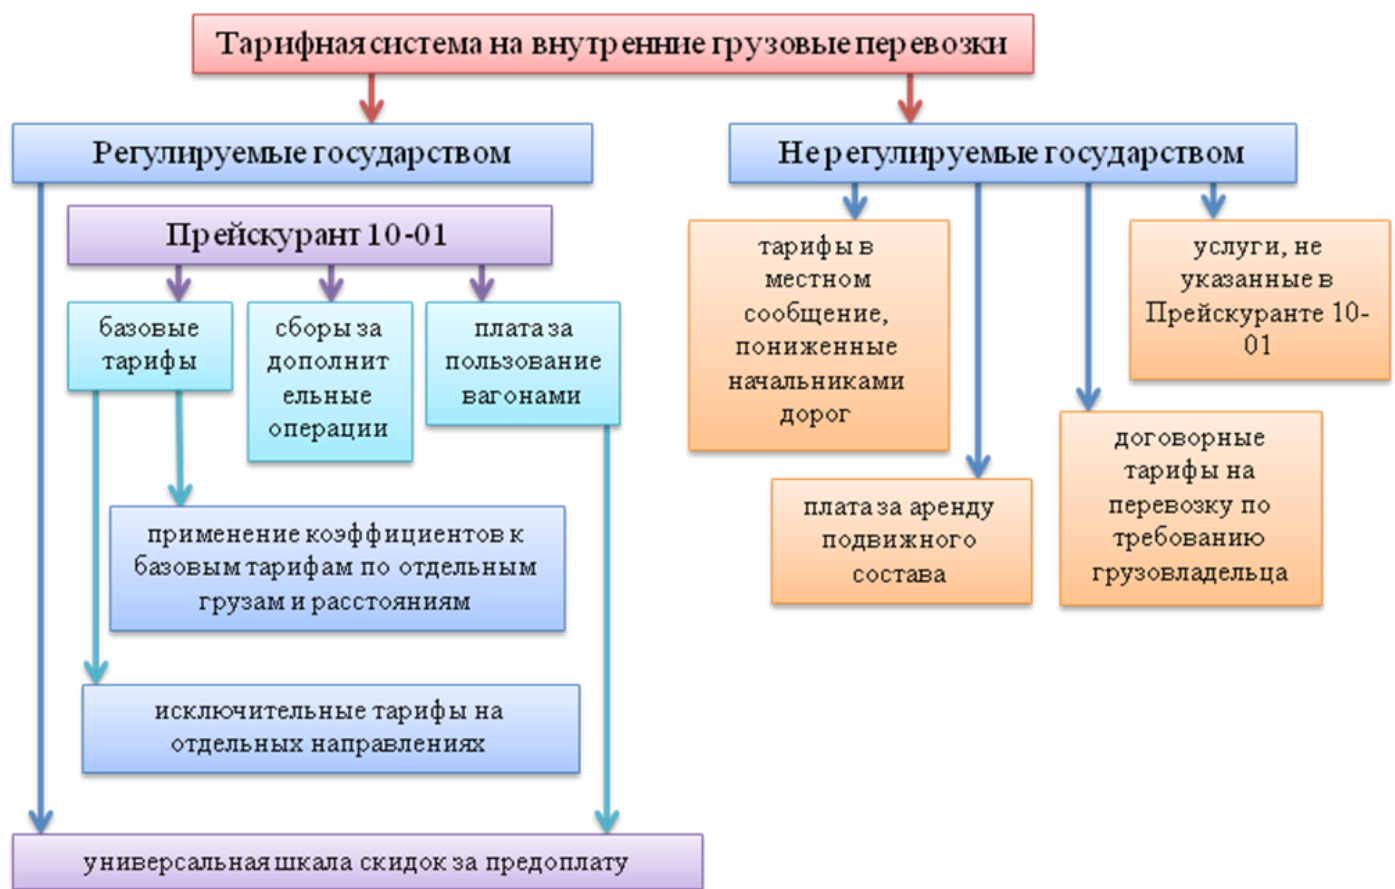 Тарифная система на внутренние грузовые перевозки
Регулируемые государством
Прейскурант 10-01
базовые
тарифы
сборы за
дополнит
ельные
операции
плата за
пользование
вагонами
применение коэффициентов к
базовым тарифам по отдельным
грузам и расстояниям
исключительные тарифы на
отдельных направлениях
универсальная шкала скидок за предоплату
Не регулируемые государством
тарифы в
местном
сообщение,
пониженные
начальниками
дорог
плата за аренду
подвижного
состава
договорные
тарифы на
перевозку по
требованию
грузовладельца
услуги, не
указанные в
Прейскуранте 10-
01